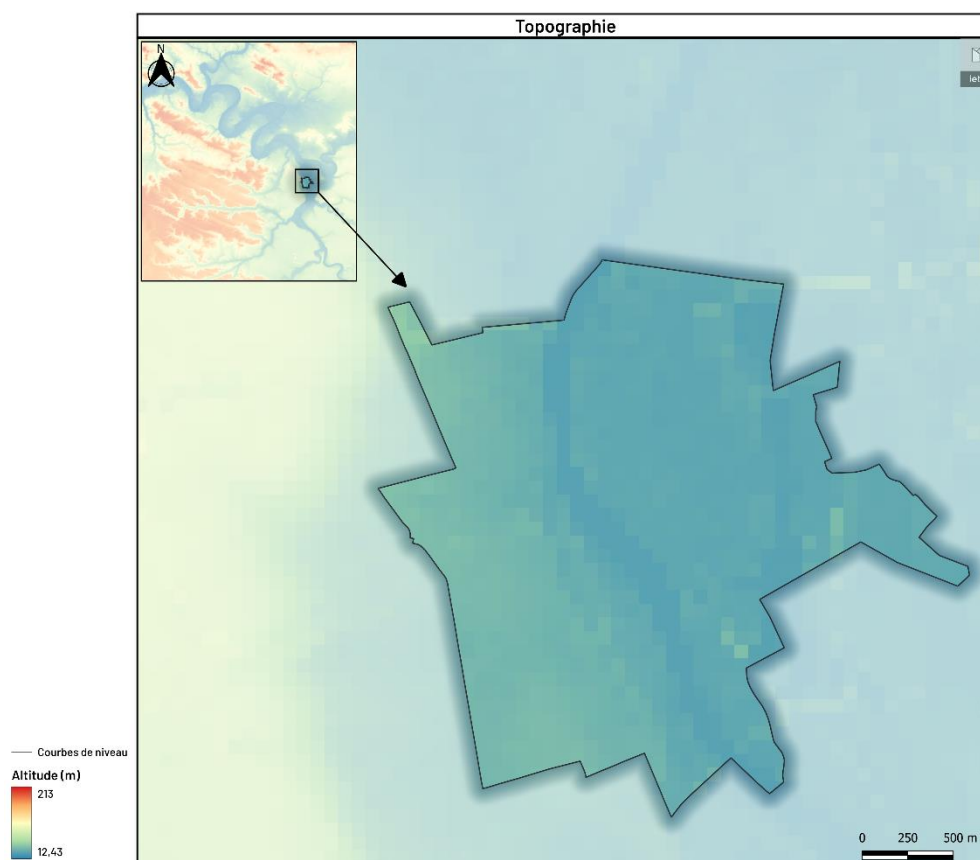 Topographie
N
Courbes de niveau
Altitude (m)
213
12,43
0 250 500 m